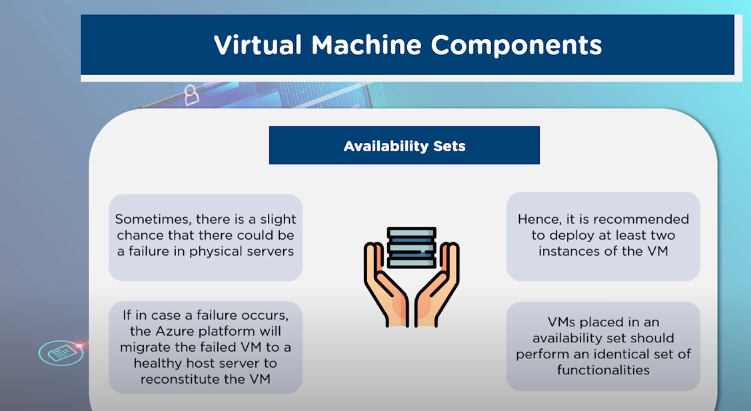 Virtual Machine Components
Availability Sets
Sometimes, there is a slight
chance that there could be
a failure in physical servers
If in case a failure occurs,
the Azure platform will
migrate the failed VM to a
healthy host server to
reconstitute the VM
Hence, it is recommended
to deploy at least two
instances of the VM
VMs placed in an
availability set should
perform an identical set of
functionalities